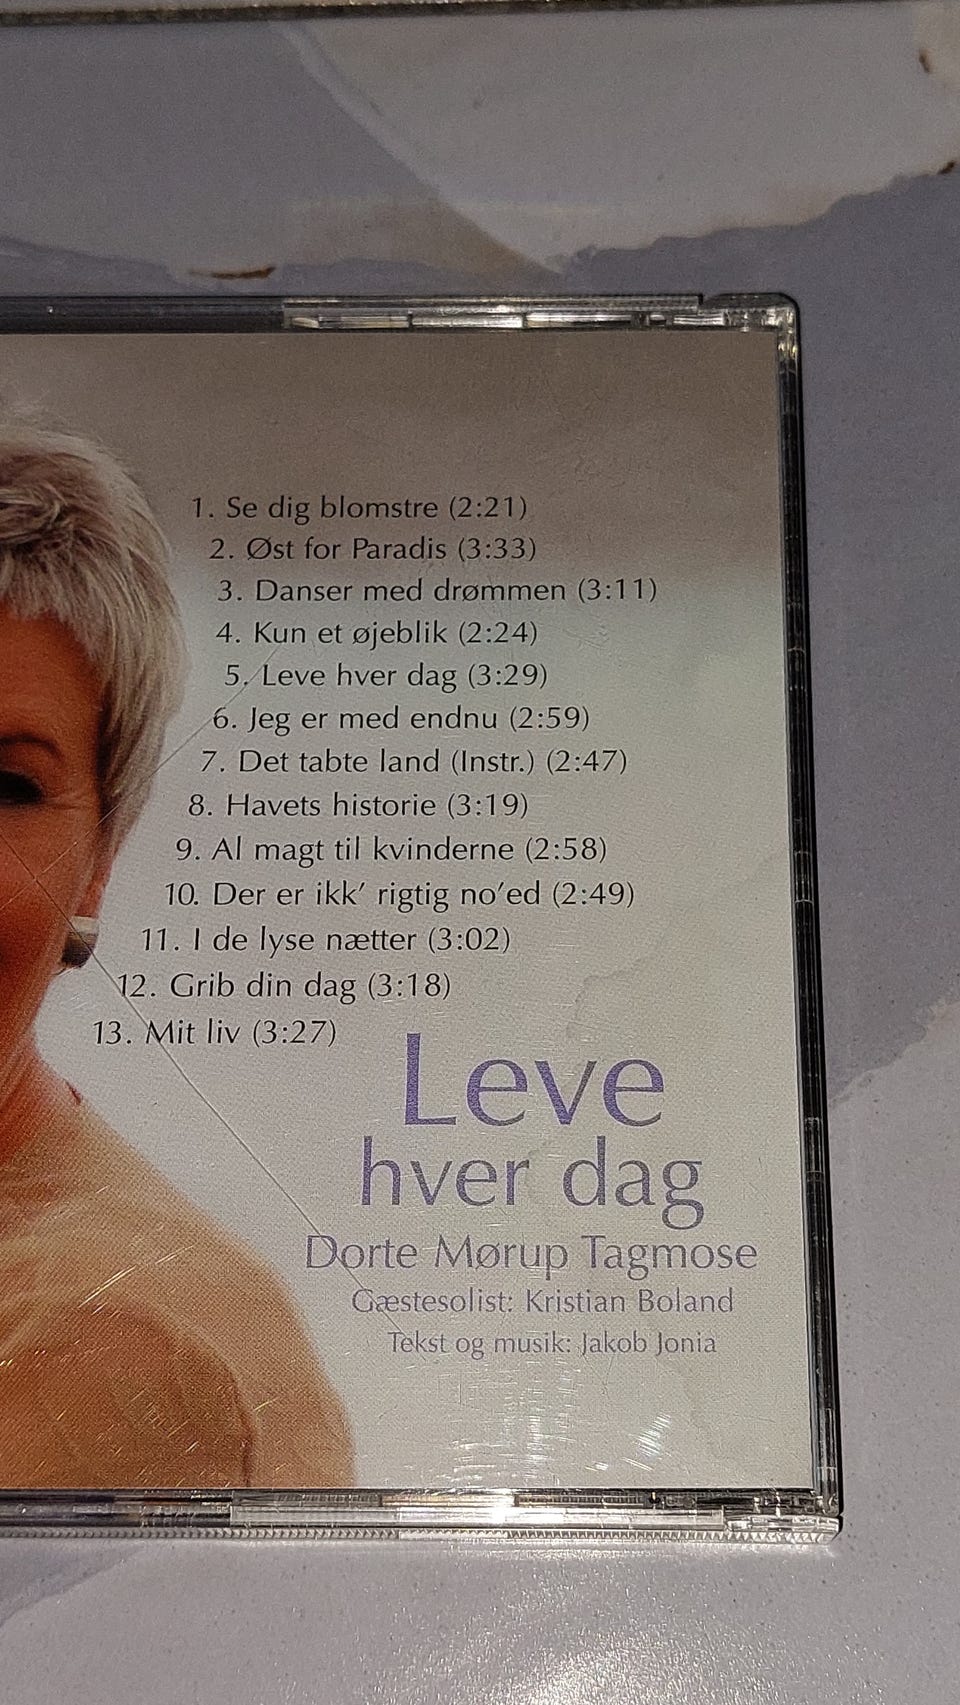 1. Se dig blomstre (2:21)
2. Øst for Paradis (3:33)
3. Danser med drømmen (3:11)
4. Kun et øjeblik (2:24)
5. Leve hver dag (3:29)
6. Jeg er med endnu (2:59)
7. Det tabte land (Instr.) (2:47)
8. Havets historie (3:19)
9. Al magt til kvinderne (2:58)
10. Der er ikk’ rigtig no’ed (2:49)
11. I de lyse nætter (3:02)
12. Grib din dag (3:18)
13. Mit liv (3:27)
Leve
hver dag
Dorte Mørup Tagmose
Gæstesolist: Kristian Boland
Tekst og musik: Jakob Jonia